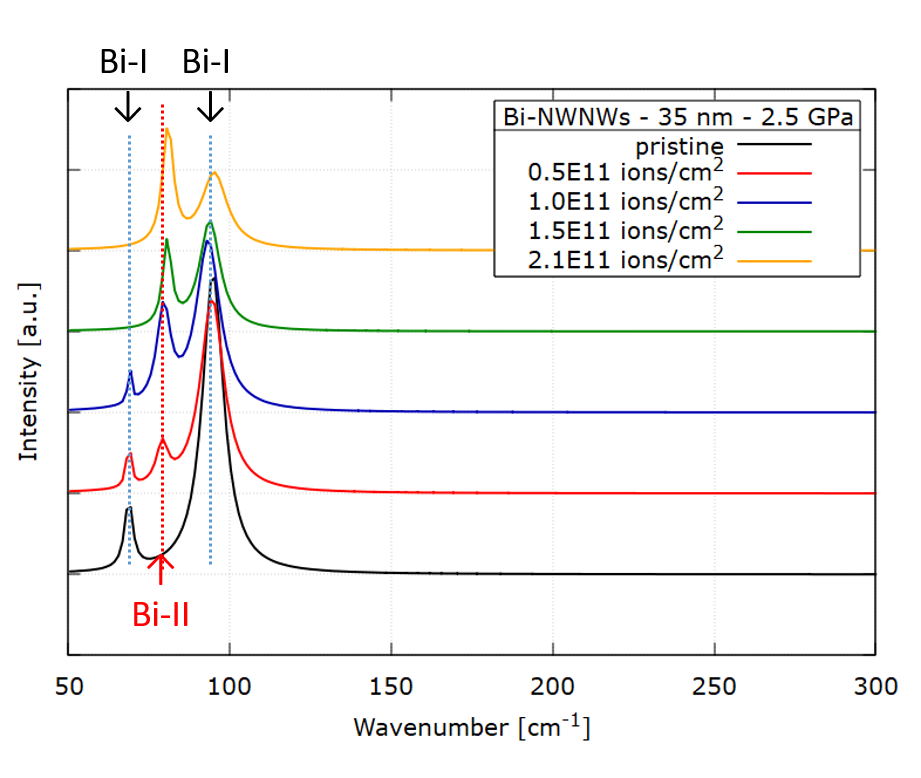 Bi-I Bi-I
Bi-NWNWs - 35 nm - 2.5 GPa
pristine
0.5E11 ions/cm²
1.0E11 ions/cm²
1.5E11 ions/cm²
2.1E11 ions/cm²
Intensity [a.u.]
Bi-II
50 100 150 200 250 300
Wavenumber [cm⁻¹]